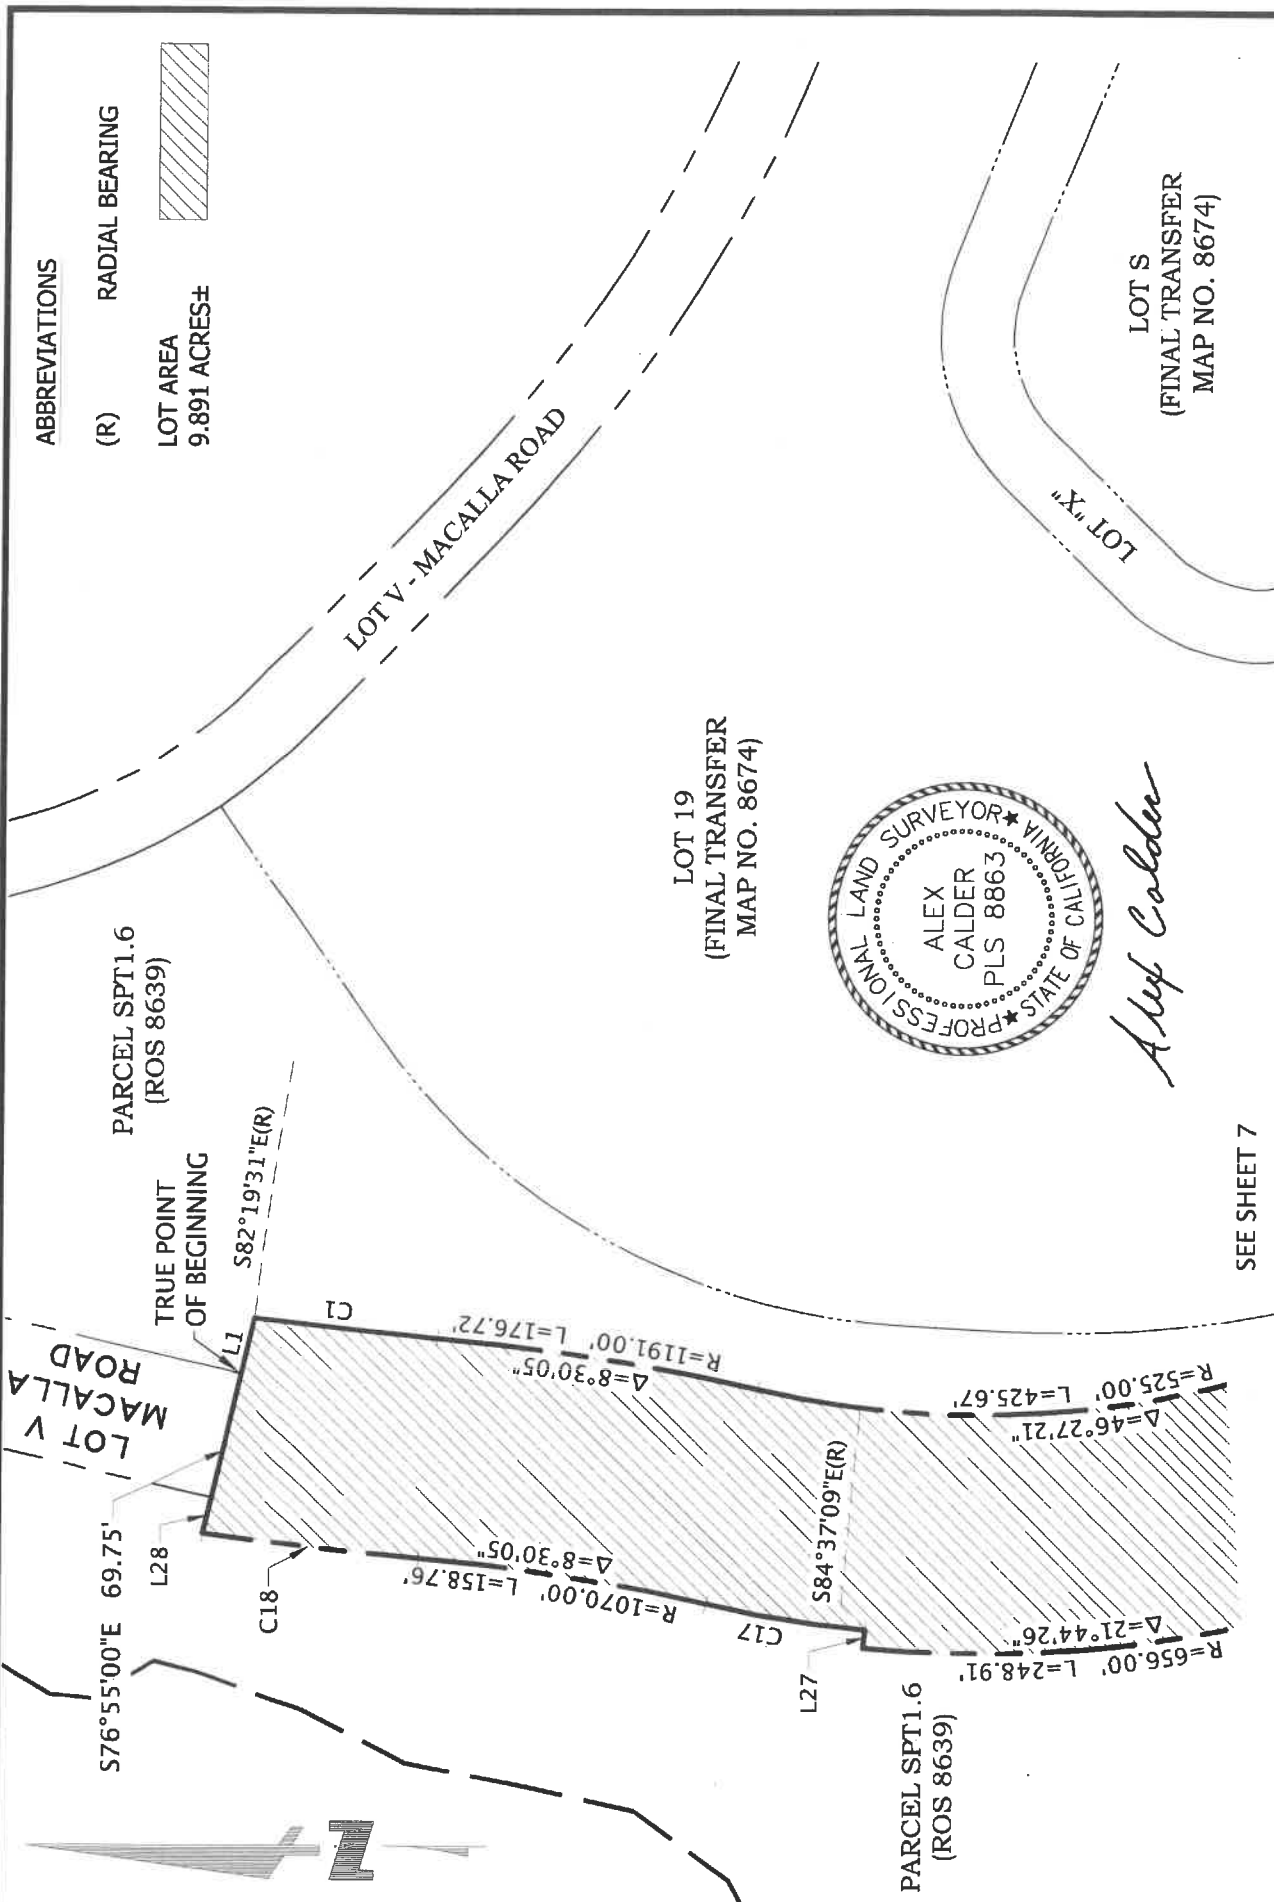 ABBREVIATIONS
(R) RADIAL BEARING
LOT AREA
9.891 ACRES±
PARCEL SPT1.6
(ROS 8639)
TRUE POINT
OF BEGINNING
S82°19'31"E(R)
LOT V
MACALLA
ROAD
L1
S76°55'00"E 69.75'
L28
C18
C1
R=1191.00' L=176.72'
Δ=8°30'05"
Δ=8°30'05"
R=1070.00' L=158.76'
C17
S84°37'09"E(R)
L27
R=525.00' L=425.67'
Δ=46°27'21"
Δ=21°44'26"
R=656.00' L=248.91'
PARCEL SPT1.6
(ROS 8639)
LOT V - MACALLA ROAD
LOT 19
(FINAL TRANSFER
MAP NO. 8674)
LOT "X"
LOT S
(FINAL TRANSFER
MAP NO. 8674)
PROFESSIONAL LAND SURVEYOR
ALEX
CALDER
PLS 8863
STATE OF CALIFORNIA
Alex Calder
SEE SHEET 7
N